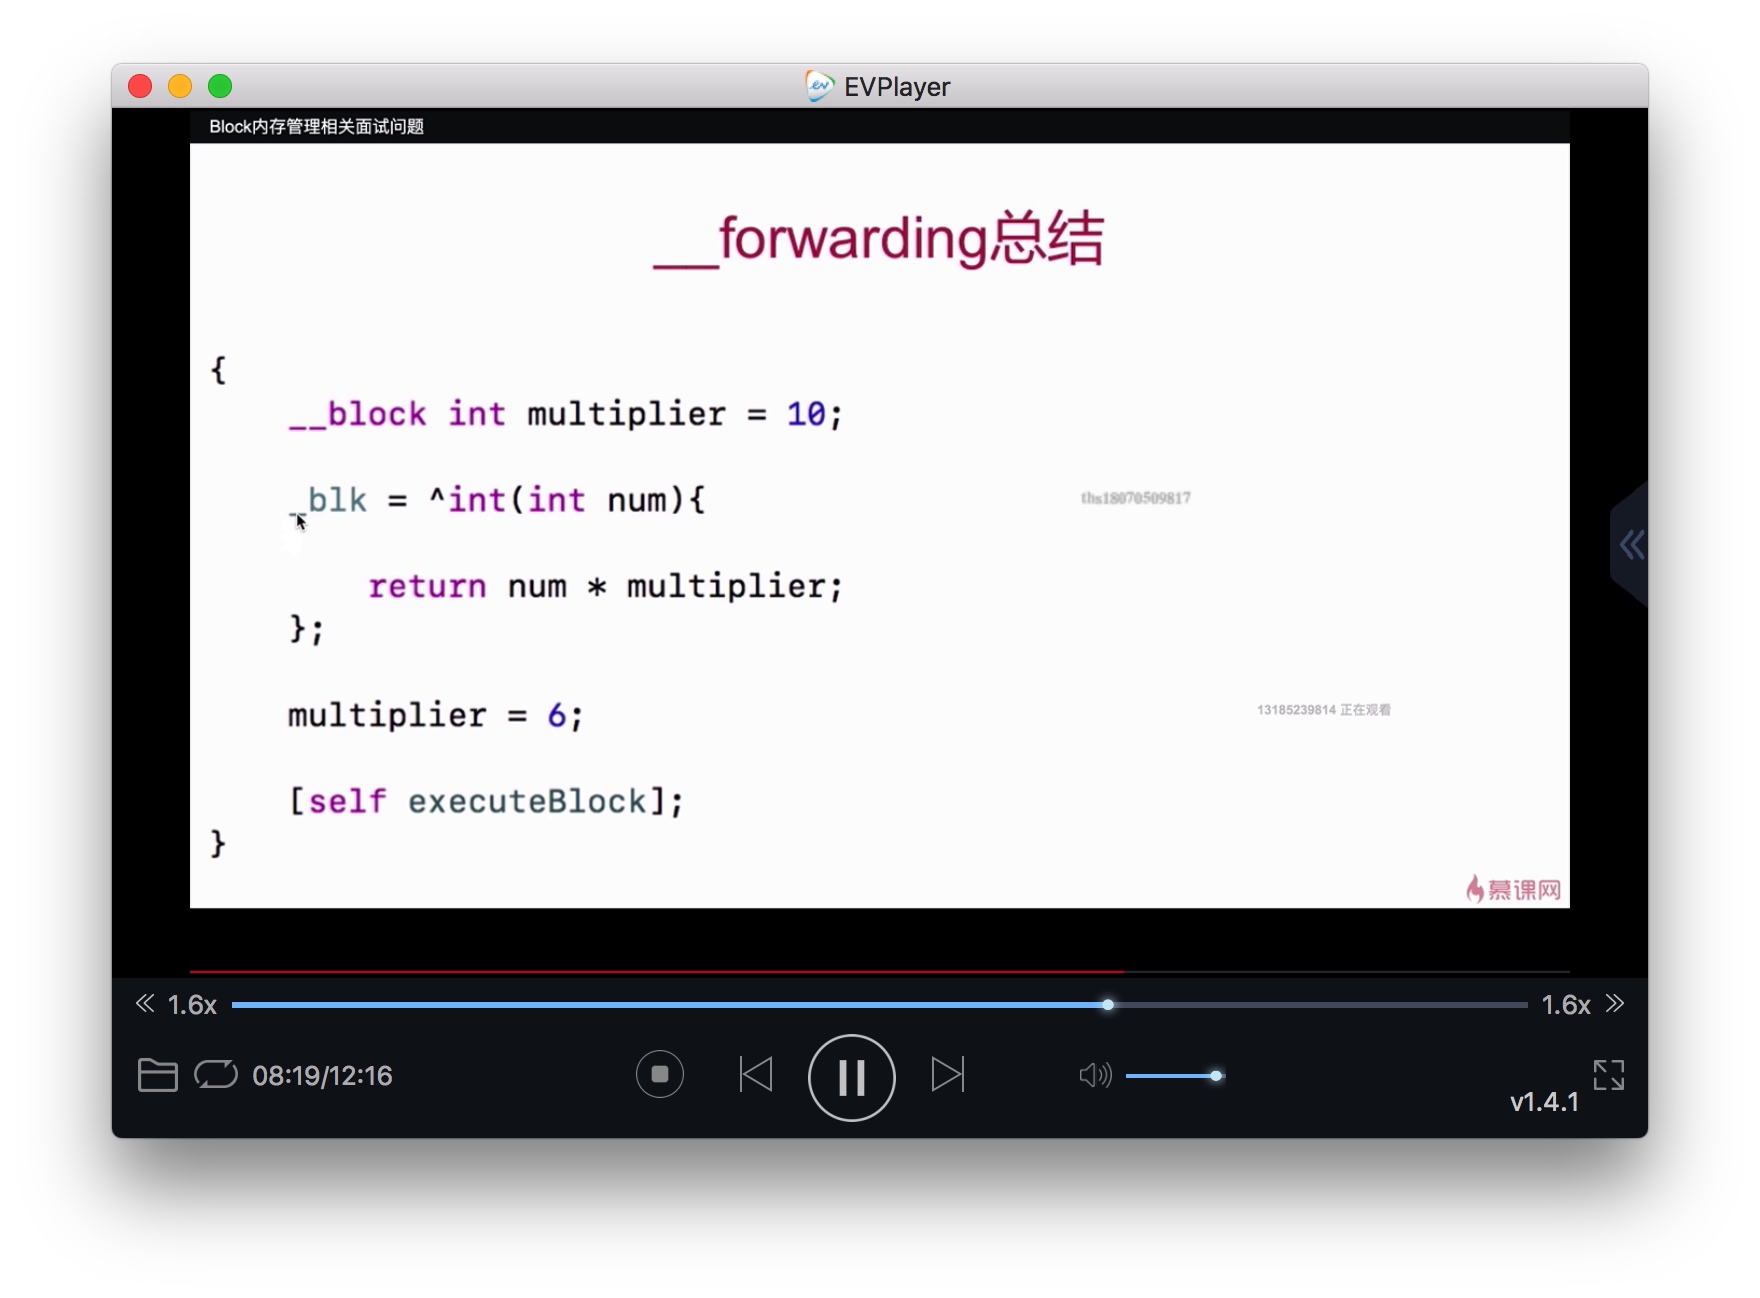 EVPlayer
Block内存管理相关面试问题
__forwarding总结
{
__block int multiplier = 10;
_blk = ^int(int num){
ths18070509817
return num * multiplier;
};
multiplier = 6;
13185239814 正在观看
[self executeBlock];
}
慕课网
1.6x
1.6x
08:19/12:16
v1.4.1